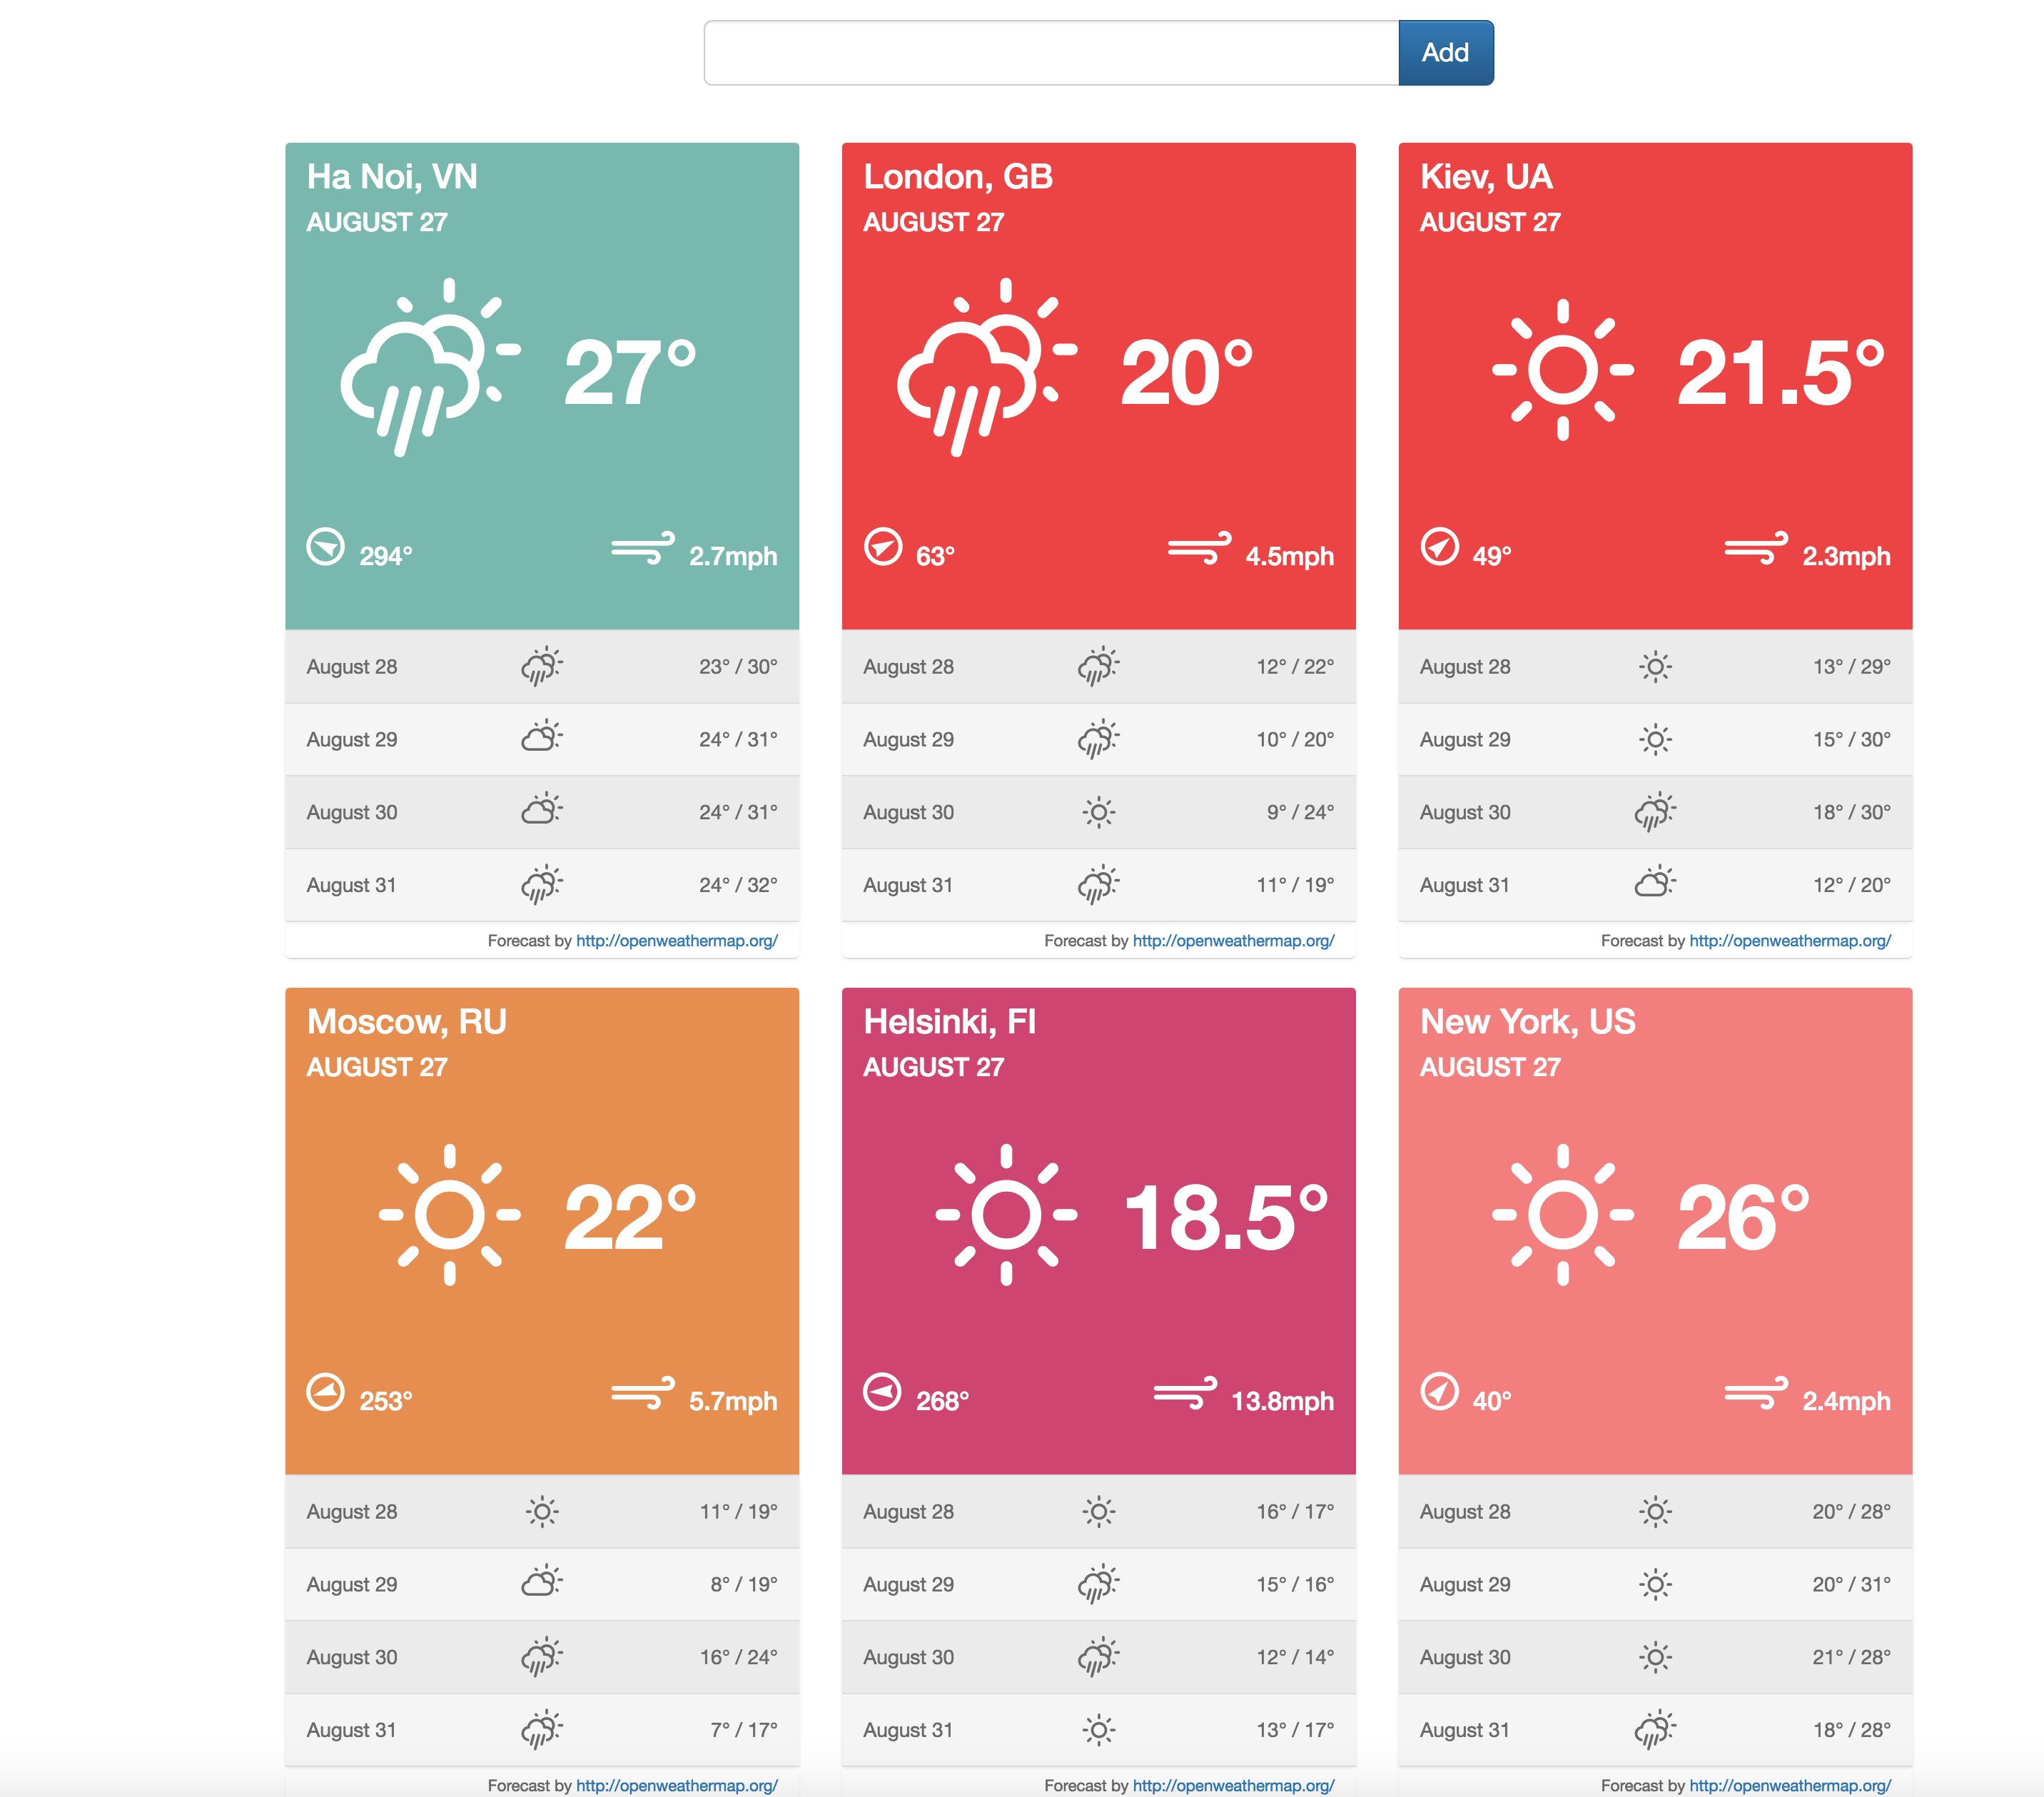 Add
Ha Noi, VN
AUGUST 27
27°
294°
2.7mph
August 28
23° / 30°
August 29
24° / 31°
August 30
24° / 31°
August 31
24° / 32°
Forecast by http://openweathermap.org/
London, GB
AUGUST 27
20°
63°
4.5mph
August 28
12° / 22°
August 29
10° / 20°
August 30
9° / 24°
August 31
11° / 19°
Forecast by http://openweathermap.org/
Kiev, UA
AUGUST 27
21.5°
49°
2.3mph
August 28
13° / 29°
August 29
15° / 30°
August 30
18° / 30°
August 31
12° / 20°
Forecast by http://openweathermap.org/
Moscow, RU
AUGUST 27
22°
253°
5.7mph
August 28
11° / 19°
August 29
8° / 19°
August 30
16° / 24°
August 31
7° / 17°
Forecast by http://openweathermap.org/
Helsinki, FI
AUGUST 27
18.5°
268°
13.8mph
August 28
16° / 17°
August 29
15° / 16°
August 30
12° / 14°
August 31
13° / 17°
Forecast by http://openweathermap.org/
New York, US
AUGUST 27
26°
40°
2.4mph
August 28
20° / 28°
August 29
20° / 31°
August 30
21° / 28°
August 31
18° / 28°
Forecast by http://openweathermap.org/